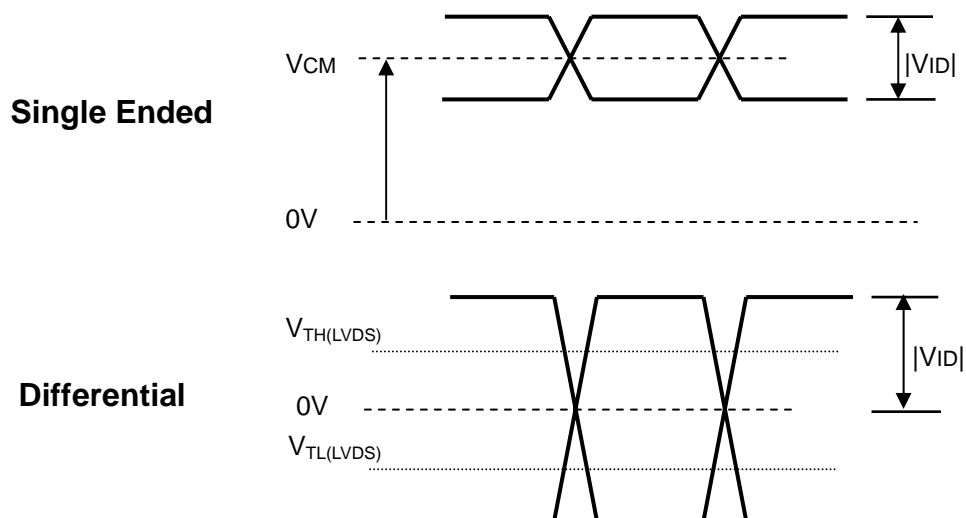 VCM
|VID|
Single Ended
0V
VTH(LVDS)
|VID|
Differential
0V
VTL(LVDS)